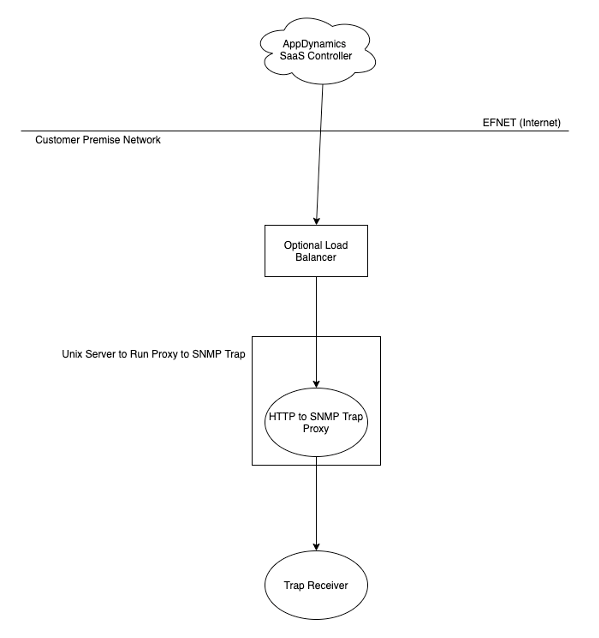 AppDynamics
SaaS Controller
EFNET (Internet)
Customer Premise Network
Optional Load
Balancer
Unix Server to Run Proxy to SNMP Trap
HTTP to SNMP Trap
Proxy
Trap Receiver